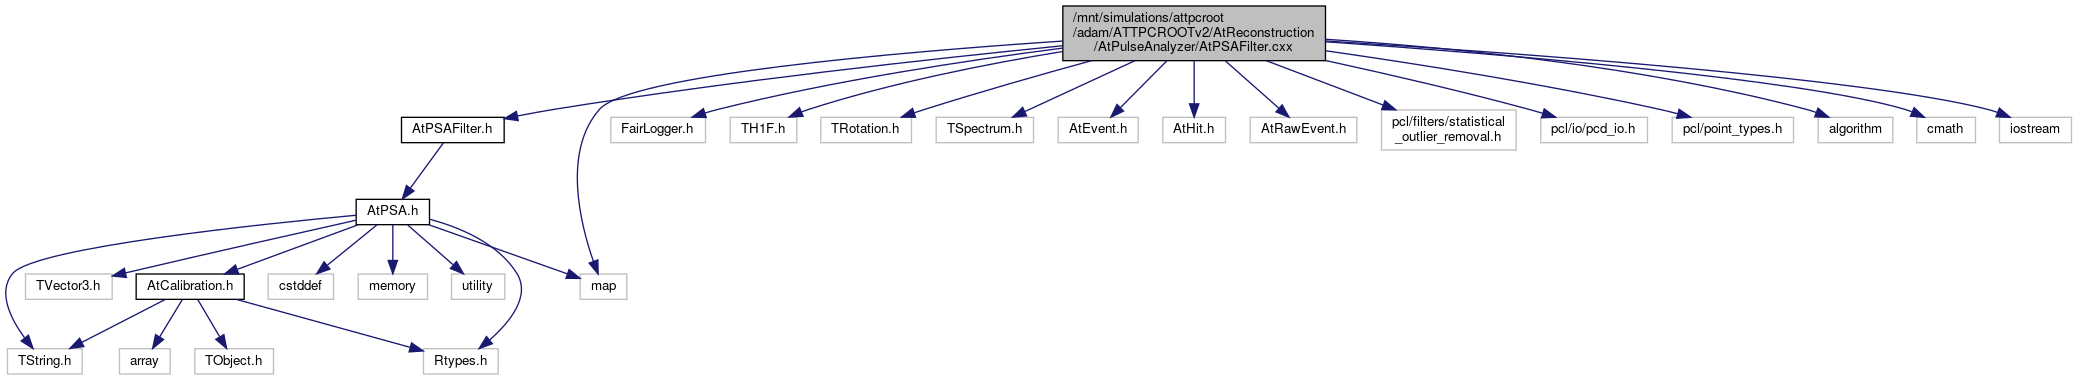 /mnt/simulations/attpcroot
/adam/ATTPCROOTv2/AtReconstruction
/AtPulseAnalyzer/AtPSAFilter.cxx
AtPSAFilter.h
FairLogger.h
TH1F.h
TRotation.h
TSpectrum.h
AtEvent.h
AtHit.h
AtRawEvent.h
pcl/filters/statistical
_outlier_removal.h
pcl/io/pcd_io.h
pcl/point_types.h
algorithm
cmath
iostream
AtPSA.h
TVector3.h
AtCalibration.h
cstddef
memory
utility
map
TString.h
array
TObject.h
Rtypes.h